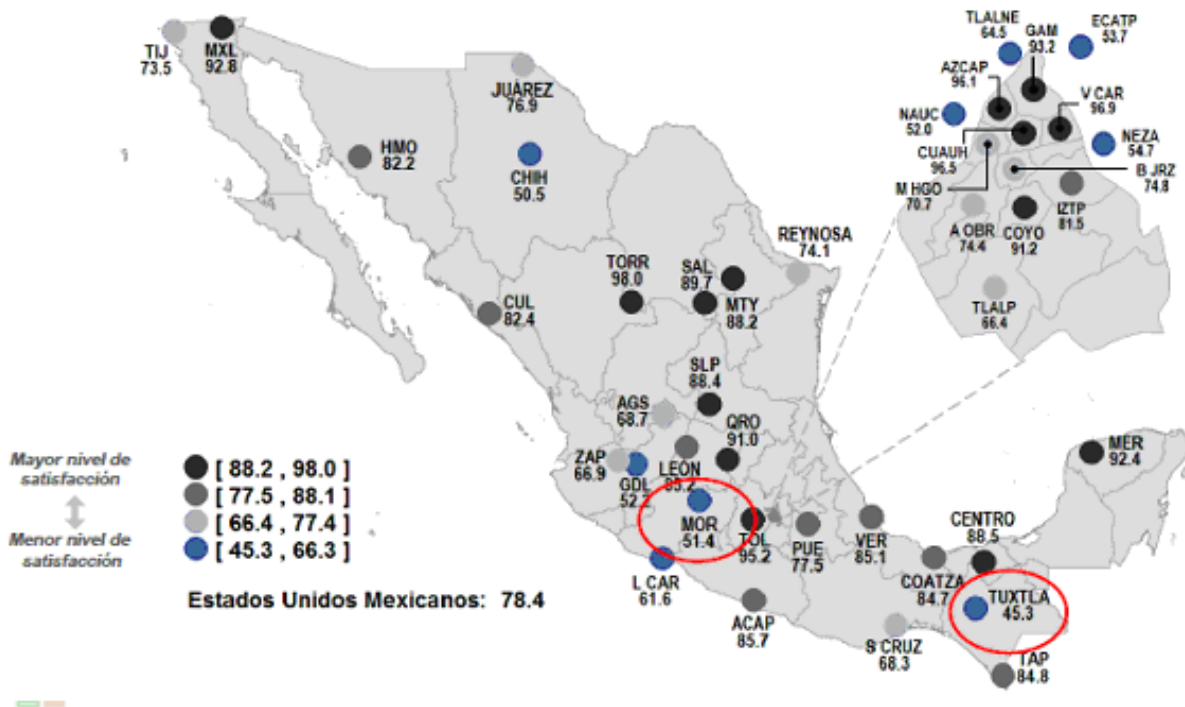 TIJ
73.5
MXL
92.8
JUÁREZ
76.9
HMO
82.2
CHIH
50.5
REYNOSA
74.1
TORR
98.0
SAL
89.7
MTY
88.2
CUL
82.4
SLP
88.4
AGS
68.7
QRO
91.0
ZAP
66.9
GDL
LEÓN
MOR
51.4
TOL
95.2
PUE
77.5
VER
85.1
L CAR
61.6
ACAP
85.7
S CRUZ
68.3
COATZA
84.7
CENTRO
88.5
TUXTLA
45.3
TAP
84.8
MER
92.4
TLALNE
64.5
GAM
93.2
ECATP
53.7
AZCAP
96.1
V CAR
96.9
NAUC
52.0
CUAUH
96.5
NEZA
54.7
M HGO
70.7
B JRZ
74.8
A OBR
74.4
COYO
91.2
IZTP
81.5
TLALP
66.4
Mayor nivel de
satisfacción
Menor nivel de
satisfacción
[ 88.2 , 98.0 ]
[ 77.5 , 88.1 ]
[ 66.4 , 77.4 ]
[ 45.3 , 66.3 ]
Estados Unidos Mexicanos: 78.4